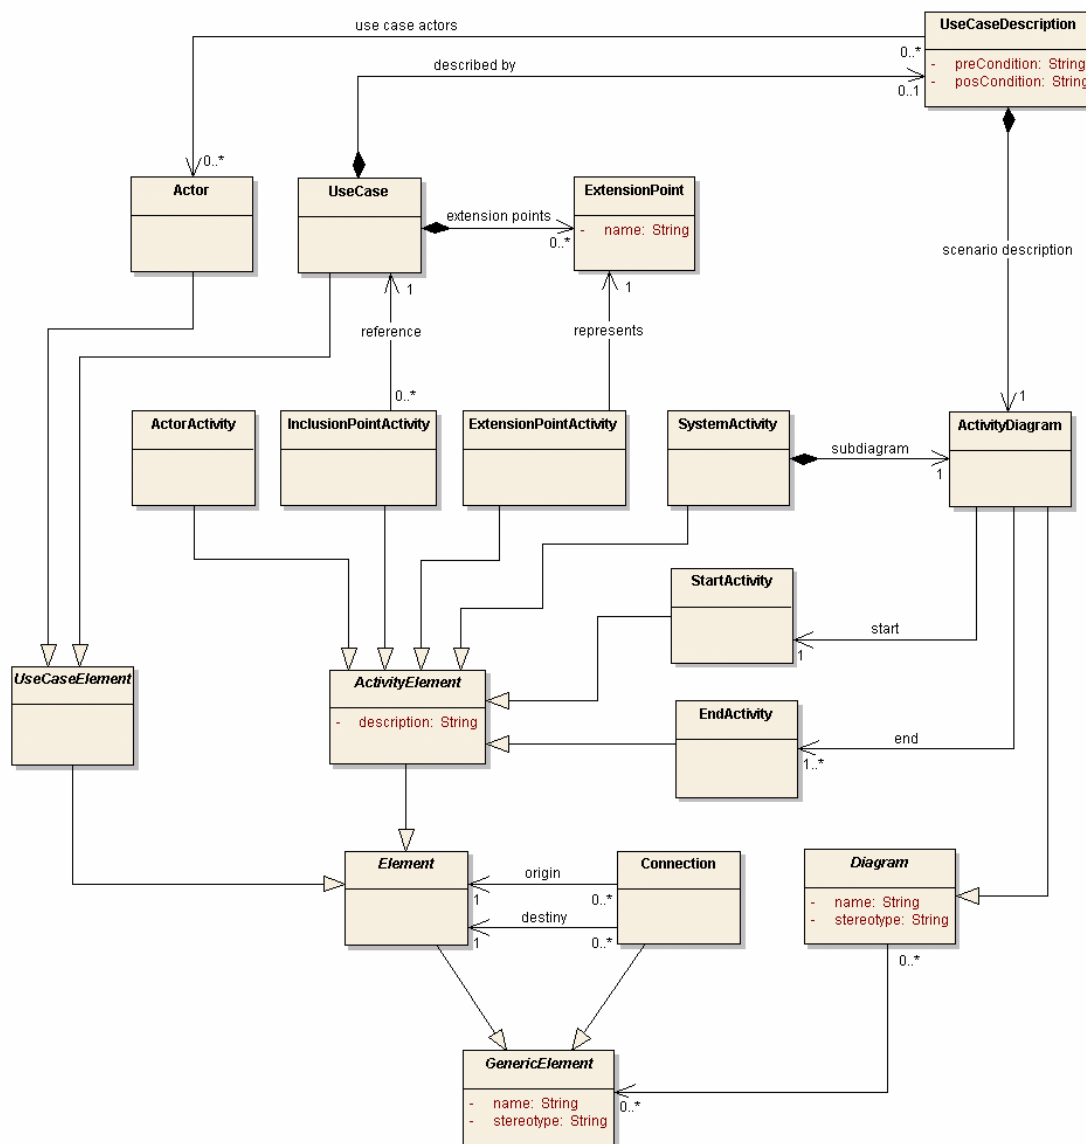 use case actors
UseCaseDescription
0..*
- preCondition: String
- posCondition: String
described by
0..1
0..*
Actor
UseCase
ExtensionPoint
- name: String
extension points
0..*
scenario description
1
1
reference
represents
0..*
1
ActorActivity
InclusionPointActivity
ExtensionPointActivity
SystemActivity
ActivityDiagram
subdiagram
1
StartActivity
start
1
UseCaseElement
ActivityElement
- description: String
EndActivity
end
1..*
Element
Connection
Diagram
- name: String
- stereotype: String
origin
1
0..*
destiny
1
0..*
0..*
GenericElement
- name: String
- stereotype: String
0..*